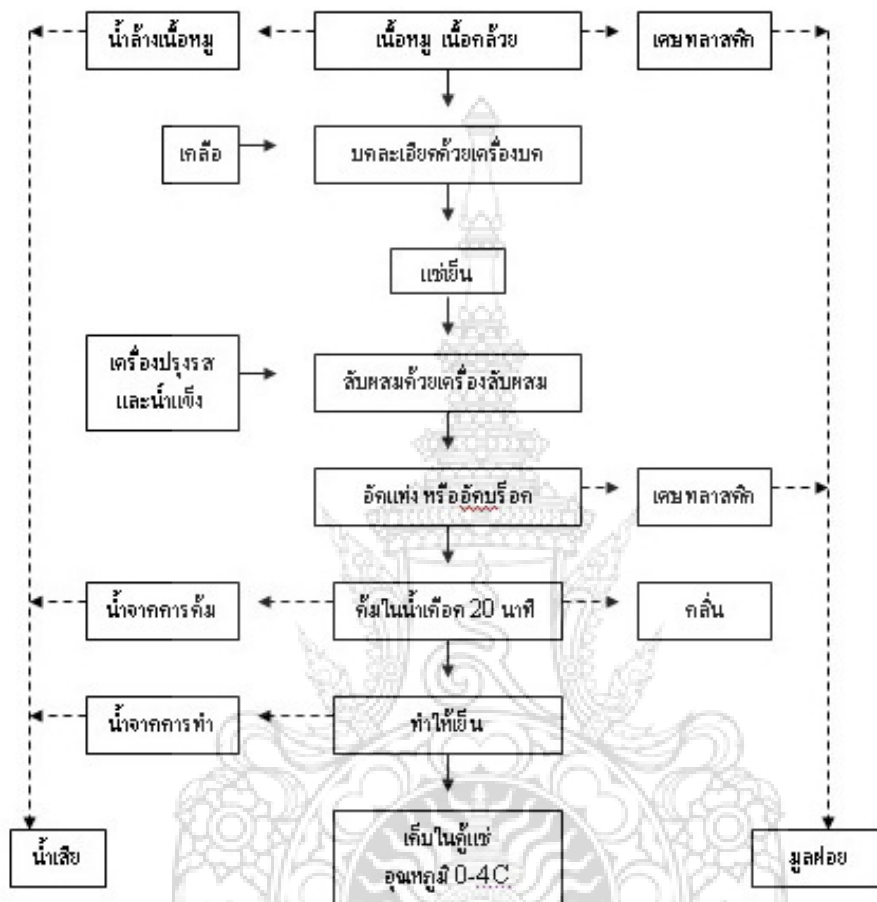 น้ำล้างเนื้อหมู
เนื้อหมู เนื้อกล้วย
เศษพลาสติก
เกลือ
บดละเอียดด้วยเครื่องบด
แช่เย็น
เครื่องปรุงรส
และน้ำแข็ง
สับผสมด้วยเครื่องสับผสม
อัดแท่ง หรืออัดบร็อค
เศษพลาสติก
น้ำจากการต้ม
ต้มในน้ำเดือด 20 นาที
กลิ่น
น้ำจากการทำ
ทำให้เย็น
น้ำเสีย
เก็บในตู้แช่
อุณหภูมิ 0-4C
มูลฝอย